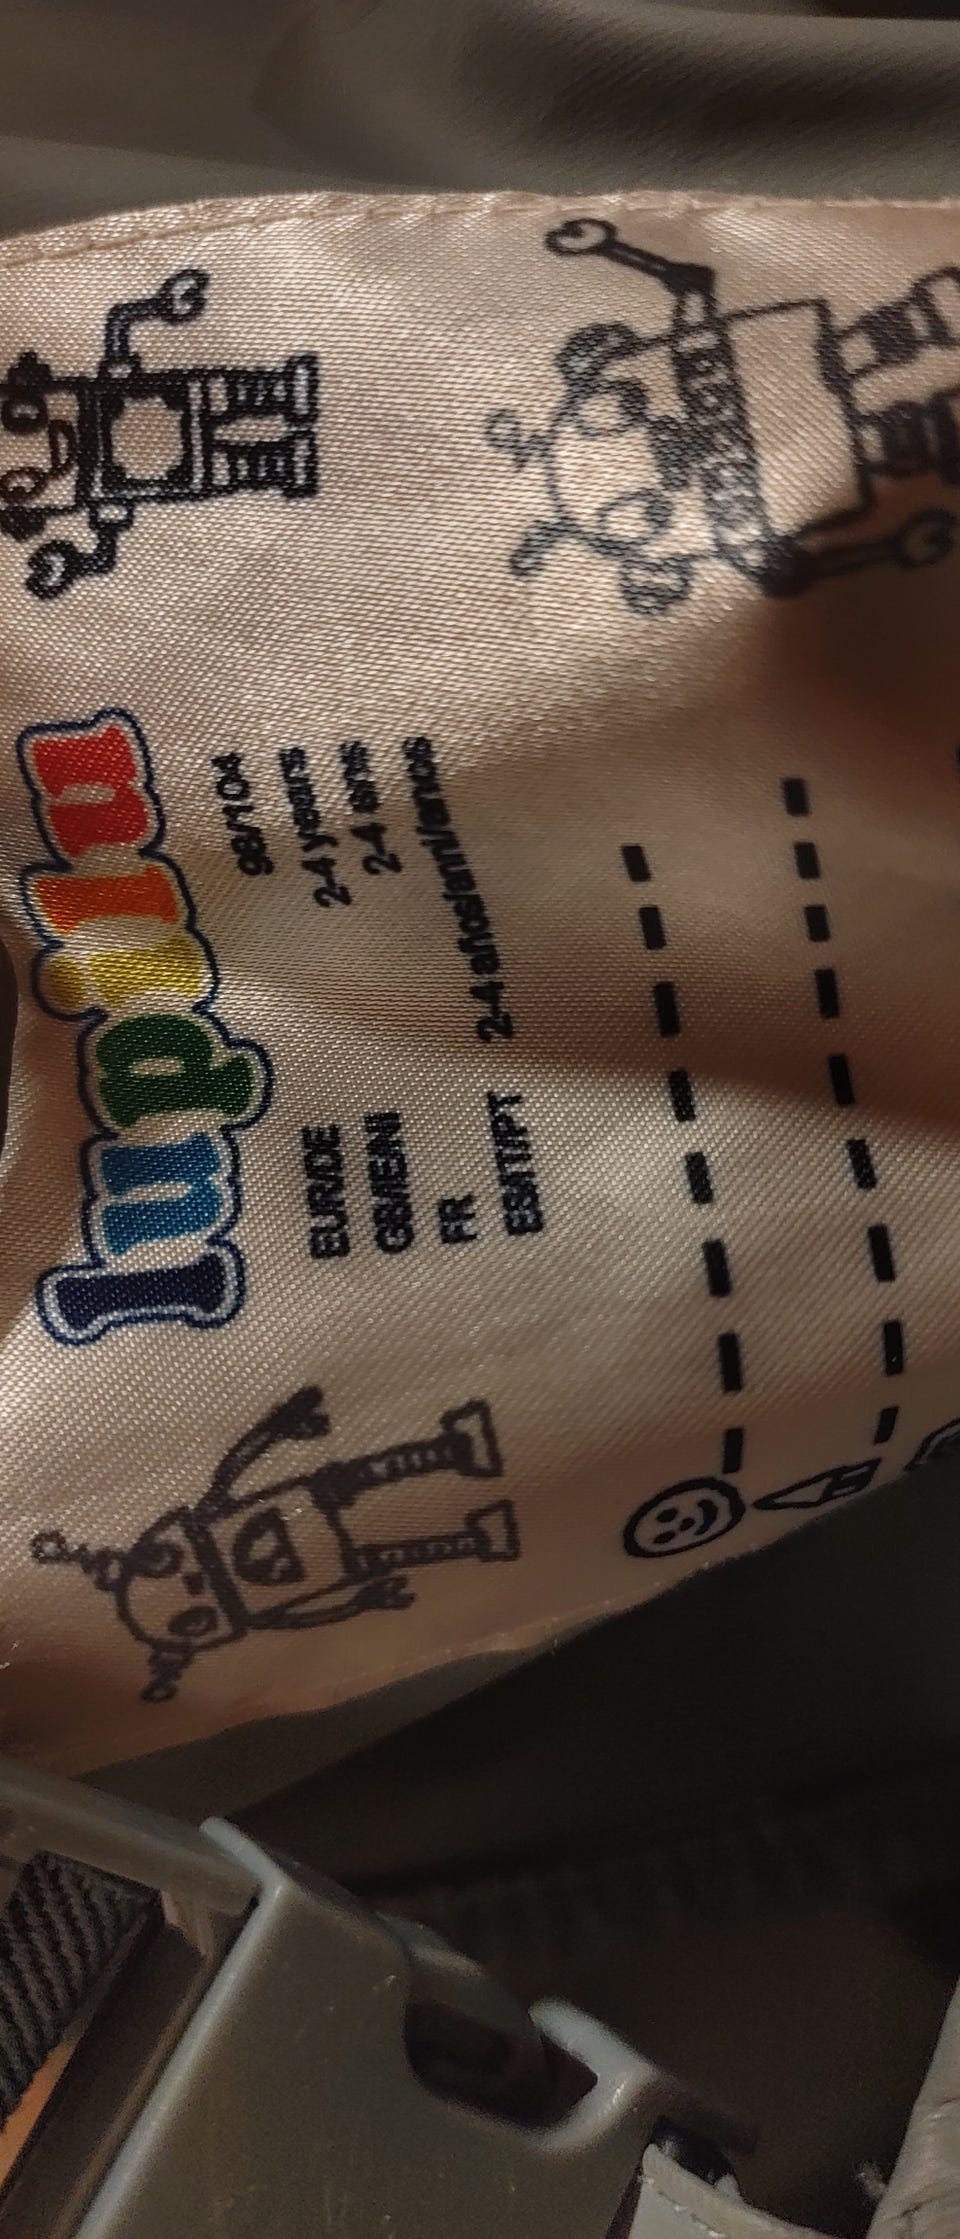 lupilu
EUR/DE 98/104
GB/IE/NI 2-4 years
FR 2-4 ans
ES/IT/PT 2-4 años/anni/anos